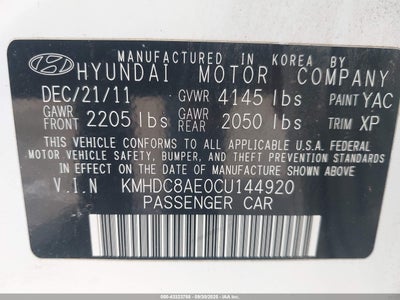 MANUFACTURED IN KOREA BY
HYUNDAI MOTOR COMPANY
DEC/21/11 GVWR 4145 lbs PAINT YAC
GAWR FRONT 2205 lbs GAWR REAR 2050 lbs TRIM XP
THIS VEHICLE CONFORMS TO ALL APPLICABLE U.S.A FEDERAL
MOTOR VEHICLE SAFETY, BUMPER, AND THEFT PREVENTION
STANDARDS IN EFFECT ON THE DATE OF MANUFACTURE
SHOWN ABOVE.
V.I.N KMHDC8AE0CU144920
PASSENGER CAR